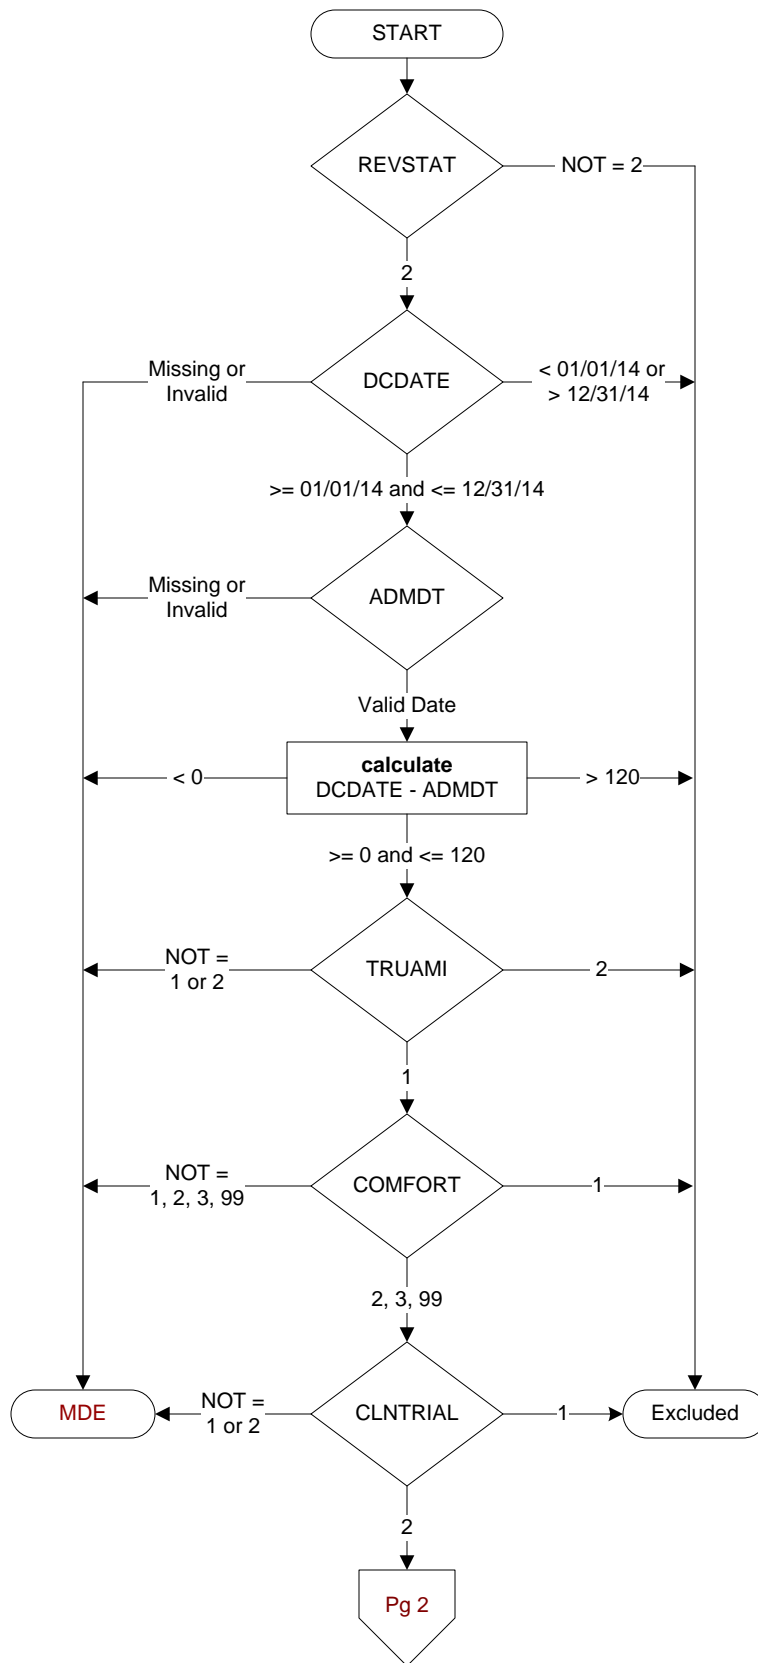 START
REVSTAT
NOT = 2
2
Missing or
Invalid
DCDATE
< 01/01/14 or
> 12/31/14
>= 01/01/14 and <= 12/31/14
Missing or
Invalid
ADMDT
Valid Date
< 0
calculate
DCDATE - ADMDT
> 120
>= 0 and <= 120
NOT =
1 or 2
TRUAMI
2
1
NOT =
1, 2, 3, 99
COMFORT
1
2, 3, 99
MDE
NOT =
1 or 2
CLNTRIAL
1
Excluded
2
Pg 2